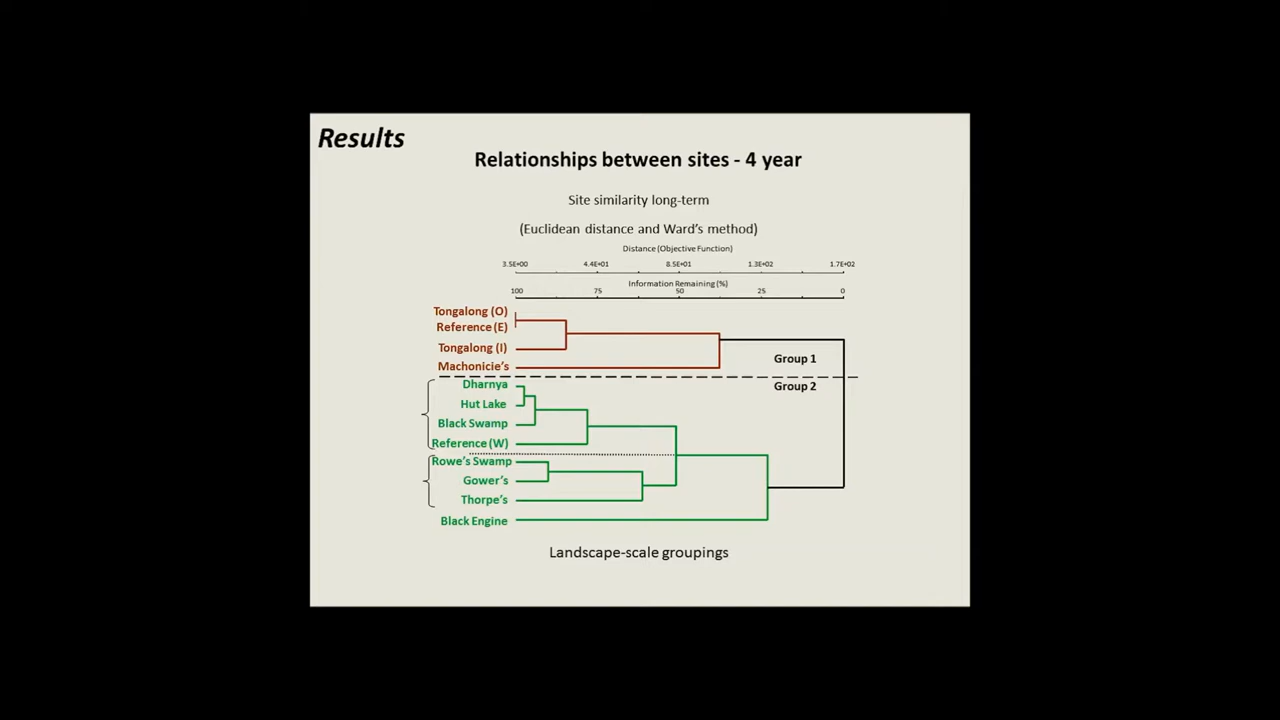 Results
Relationships between sites - 4 year
Site similarity long-term
(Euclidean distance and Ward's method)
Distance (Objective Function)
3.5E+00 4.4E+01 8.5E+01 1.3E+02 1.7E+02
Information Remaining (%)
100 75 50 25 0
Tongalong (O)
Reference (E)
Tongalong (I)
Machonicie's
Group 1
Group 2
Dharnya
Hut Lake
Black Swamp
Reference (W)
Rowe's Swamp
Gower's
Thorpe's
Black Engine
Landscape-scale groupings